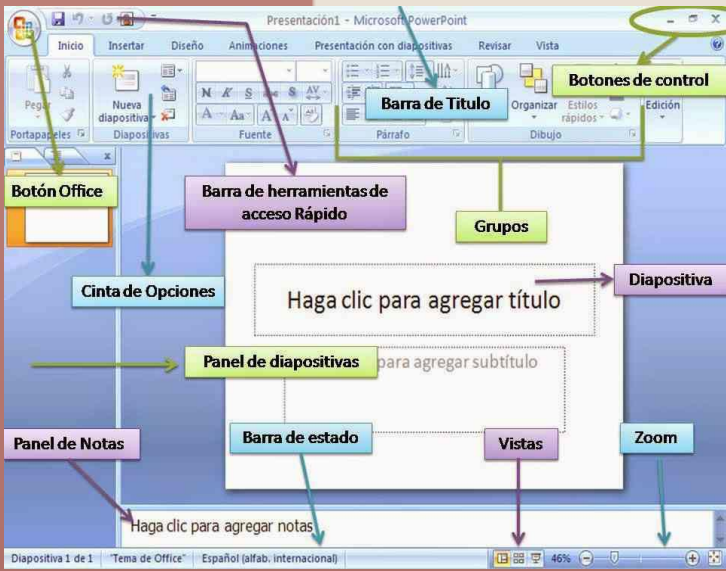 Presentación1 - Microsoft PowerPoint
Inicio Insertar Diseño Animaciones Presentación con diapositivas Revisar Vista
Botones de control
Pegar
Nueva
diapositiva
N K S abc S AV
A Aa A A
Barra de Titulo
Organizar Estilos
rápidos
Edición
Portapapeles Diapositivas Fuente Párrafo Dibujo
Botón Office
Barra de herramientas de
acceso Rápido
Grupos
Cinta de Opciones
Diapositiva
Haga clic para agregar título
Panel de diapositivas
para agregar subtítulo
Panel de Notas
Barra de estado
Vistas
Zoom
Haga clic para agregar notas
Diapositiva 1 de 1 "Tema de Office" Español (alfab. internacional) 46%